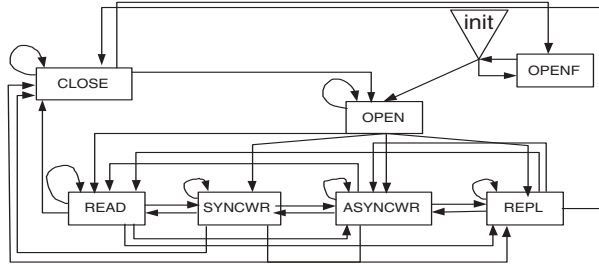 init
OPENF
CLOSE
OPEN
READ
SYNCWR
ASYNCWR
REPL